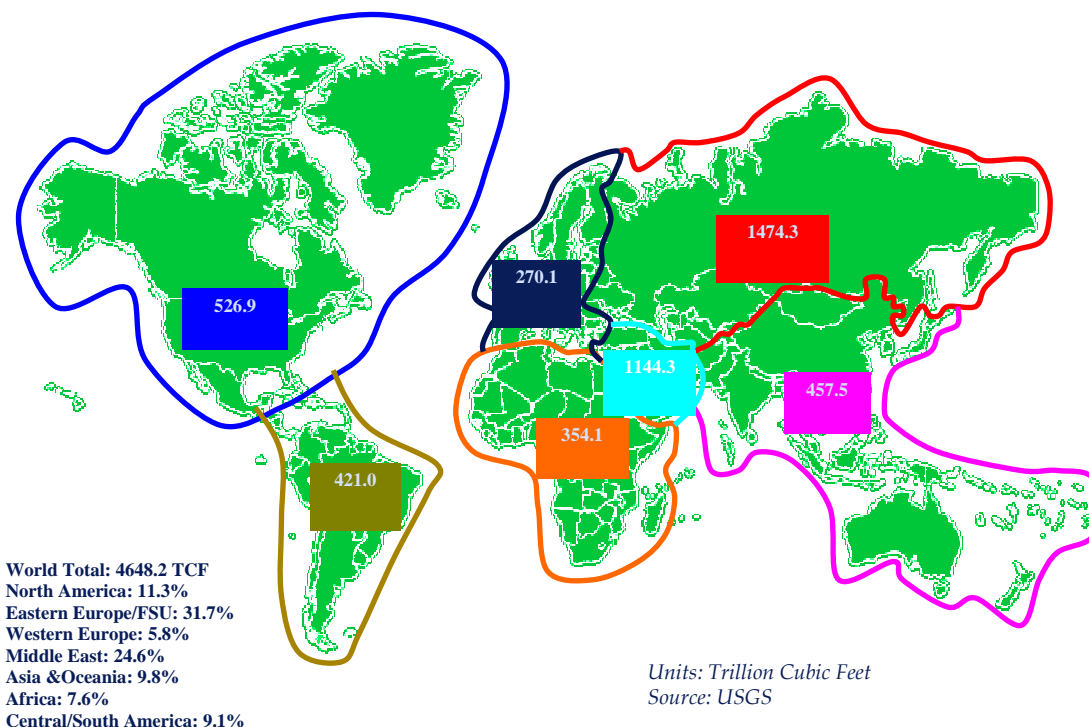 1474.3
270.1
526.9
1144.3
457.5
354.1
421.0
World Total: 4648.2 TCF
North America: 11.3%
Eastern Europe/FSU: 31.7%
Western Europe: 5.8%
Middle East: 24.6%
Asia &Oceania: 9.8%
Africa: 7.6%
Central/South America: 9.1%
Units: Trillion Cubic Feet
Source: USGS